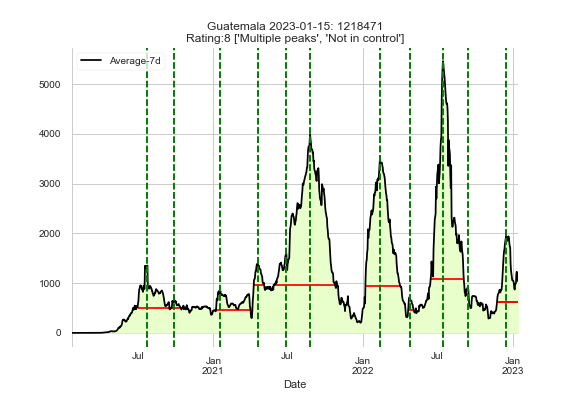 Guatemala 2023-01-15: 1218471
Rating:8 ['Multiple peaks', 'Not in control']
Average-7d
5000
4000
3000
2000
1000
0
Jul
Jan
2021
Jul
Jan
2022
Jul
Jan
2023
Date